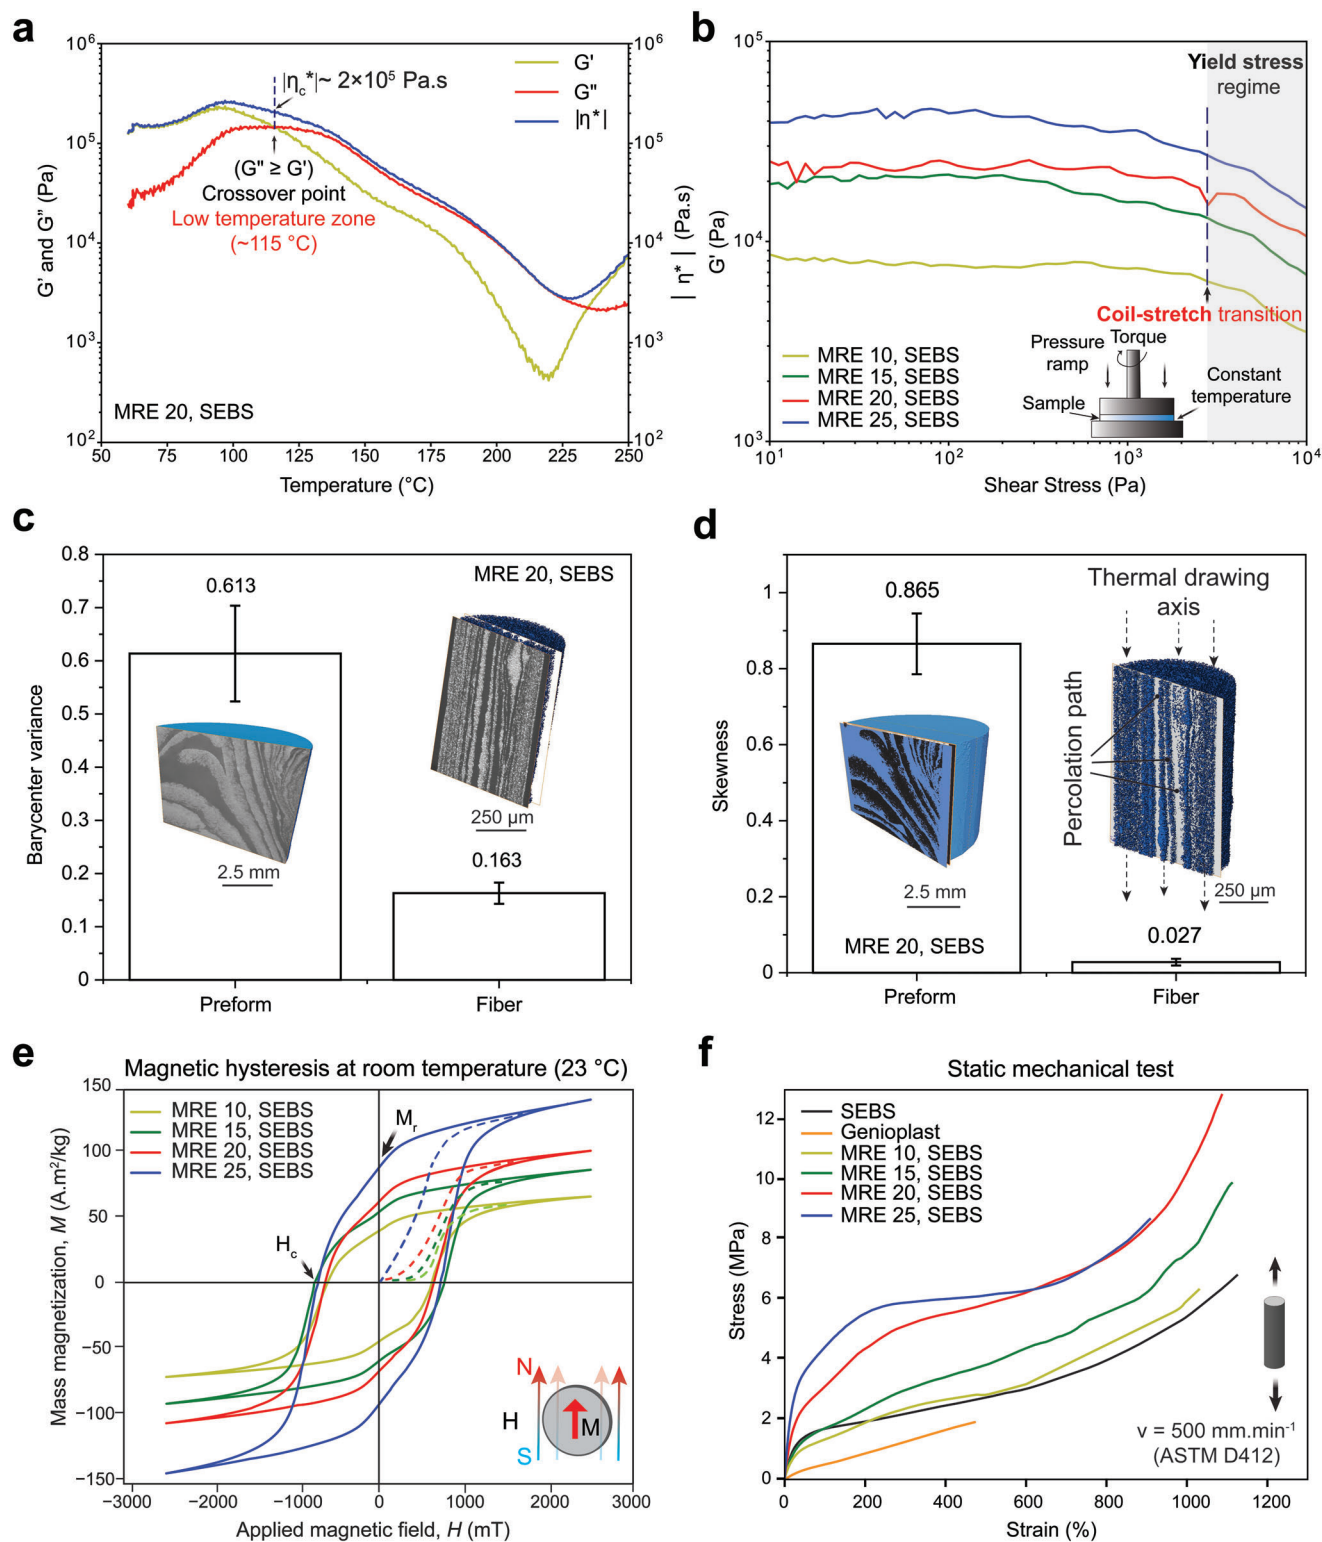 a
10⁶
10⁵
10⁴
10³
10²
G' and G" (Pa)
|ηc*|~ 2×10⁵ Pa.s
G'
G"
|η*|
(G" ≥ G')
Crossover point
Low temperature zone
(~115 °C)
MRE 20, SEBS
10⁶
10⁵
10⁴
10³
10²
| η* | (Pa.s)
50 75 100 125 150 175 200 225 250
Temperature (°C)
b
10⁵
10⁴
10³
G' (Pa)
Yield stress
regime
Coil-stretch transition
Pressure
ramp
Torque
Constant
temperature
Sample
MRE 10, SEBS
MRE 15, SEBS
MRE 20, SEBS
MRE 25, SEBS
10¹ 10² 10³ 10⁴
Shear Stress (Pa)
c
0.8
0.7
0.6
0.5
0.4
0.3
0.2
0.1
0
Barycenter variance
0.613
MRE 20, SEBS
2.5 mm
250 µm
0.163
Preform Fiber
d
1
0.8
0.6
0.4
0.2
0
Skewness
0.865
Thermal drawing
axis
Percolation path
2.5 mm
250 µm
MRE 20, SEBS
0.027
Preform Fiber
e
Magnetic hysteresis at room temperature (23 °C)
150
100
50
0
−50
−100
−150
Mass magnetization, M (A.m²/kg)
MRE 10, SEBS
MRE 15, SEBS
MRE 20, SEBS
MRE 25, SEBS
Mr
Hc
N
H
M
S
−3000 −2000 −1000 0 1000 2000 3000
Applied magnetic field, H (mT)
f
Static mechanical test
12
10
8
6
4
2
0
Stress (MPa)
SEBS
Genioplast
MRE 10, SEBS
MRE 15, SEBS
MRE 20, SEBS
MRE 25, SEBS
v = 500 mm.min⁻¹
(ASTM D412)
0 200 400 600 800 1000 1200
Strain (%)